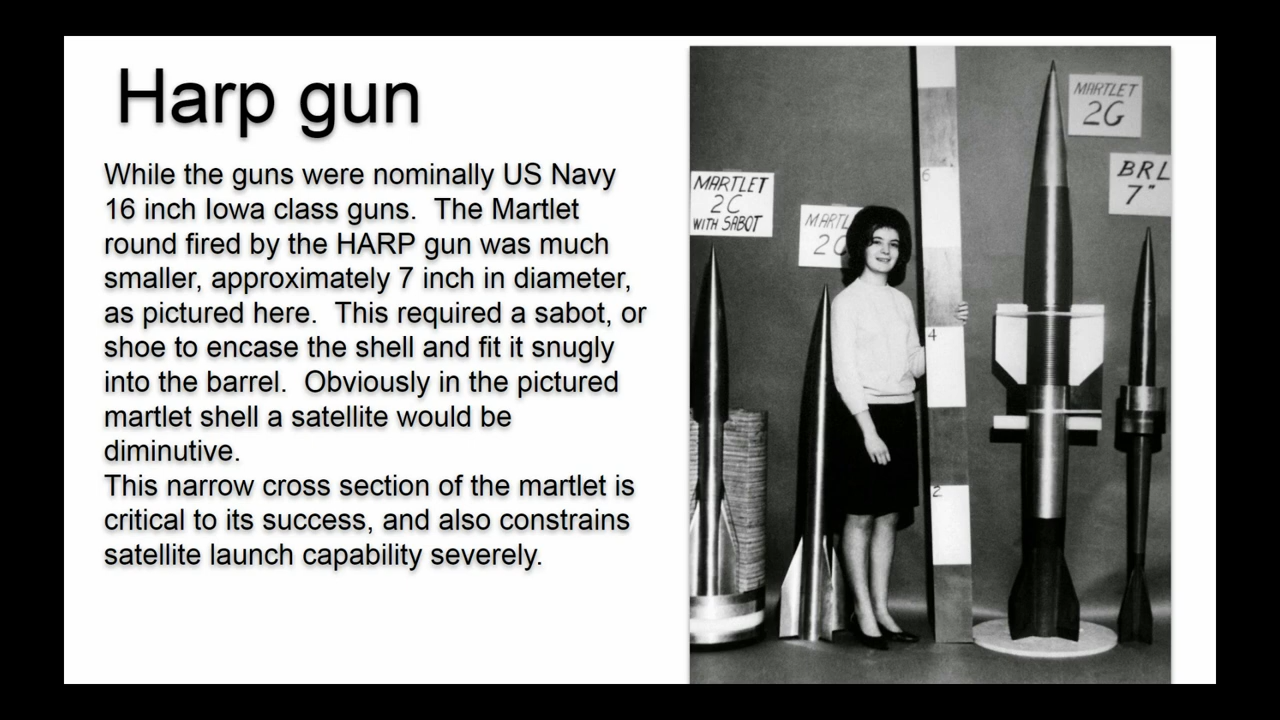 Harp gun
While the guns were nominally US Navy
16 inch Iowa class guns.  The Martlet
round fired by the HARP gun was much
smaller, approximately 7 inch in diameter,
as pictured here.  This required a sabot, or
shoe to encase the shell and fit it snugly
into the barrel.  Obviously in the pictured
martlet shell a satellite would be
diminutive.
This narrow cross section of the martlet is
critical to its success, and also constrains
satellite launch capability severely.
MARTLET
2C
WITH SABOT
6
4
2
MARTLET
2G
BRL
7"